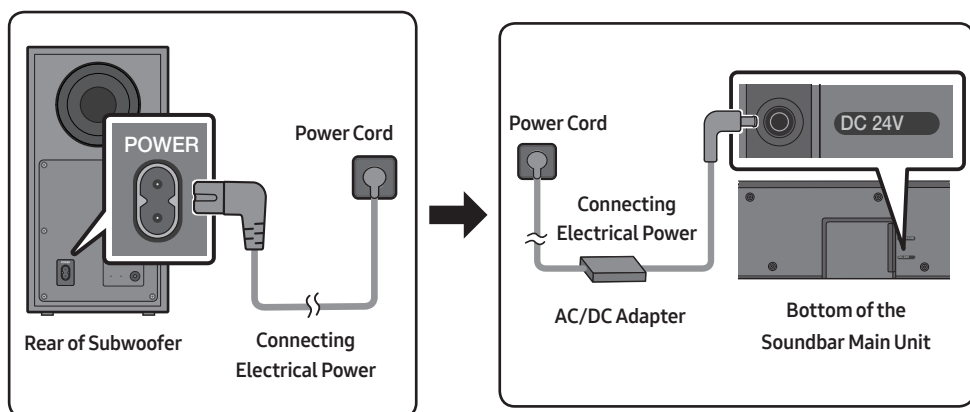 POWER
Power Cord
Rear of Subwoofer
Connecting
Electrical Power
Power Cord
DC 24V
Connecting
Electrical Power
AC/DC Adapter
Bottom of the
Soundbar Main Unit